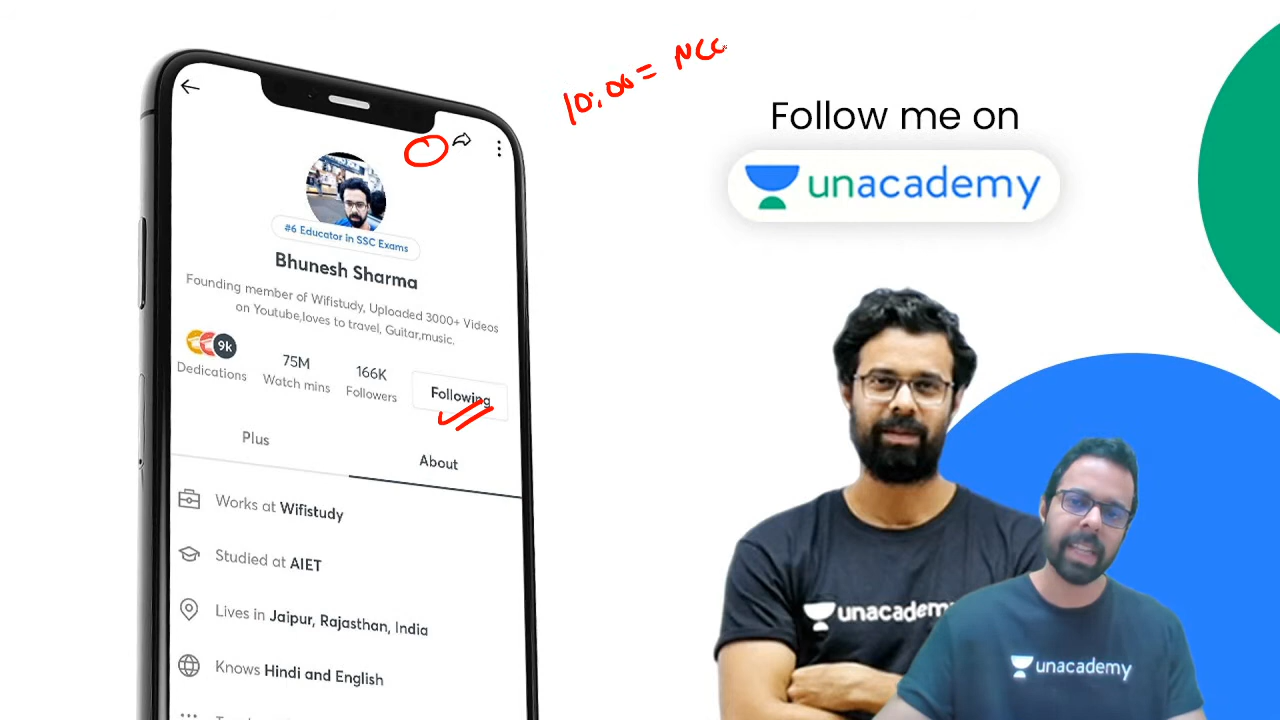 10:00 = NCC
Follow me on
unacademy
#6 Educator in SSC Exams
Bhunesh Sharma
Founding member of Wifistudy, Uploaded 3000+ Videos
on Youtube,loves to travel, Guitar,music.
9k
Dedications
75M
Watch mins
166K
Followers
Following
Plus
About
Works at Wifistudy
Studied at AIET
Lives in Jaipur, Rajasthan, India
Knows Hindi and English
unacademy
unacademy